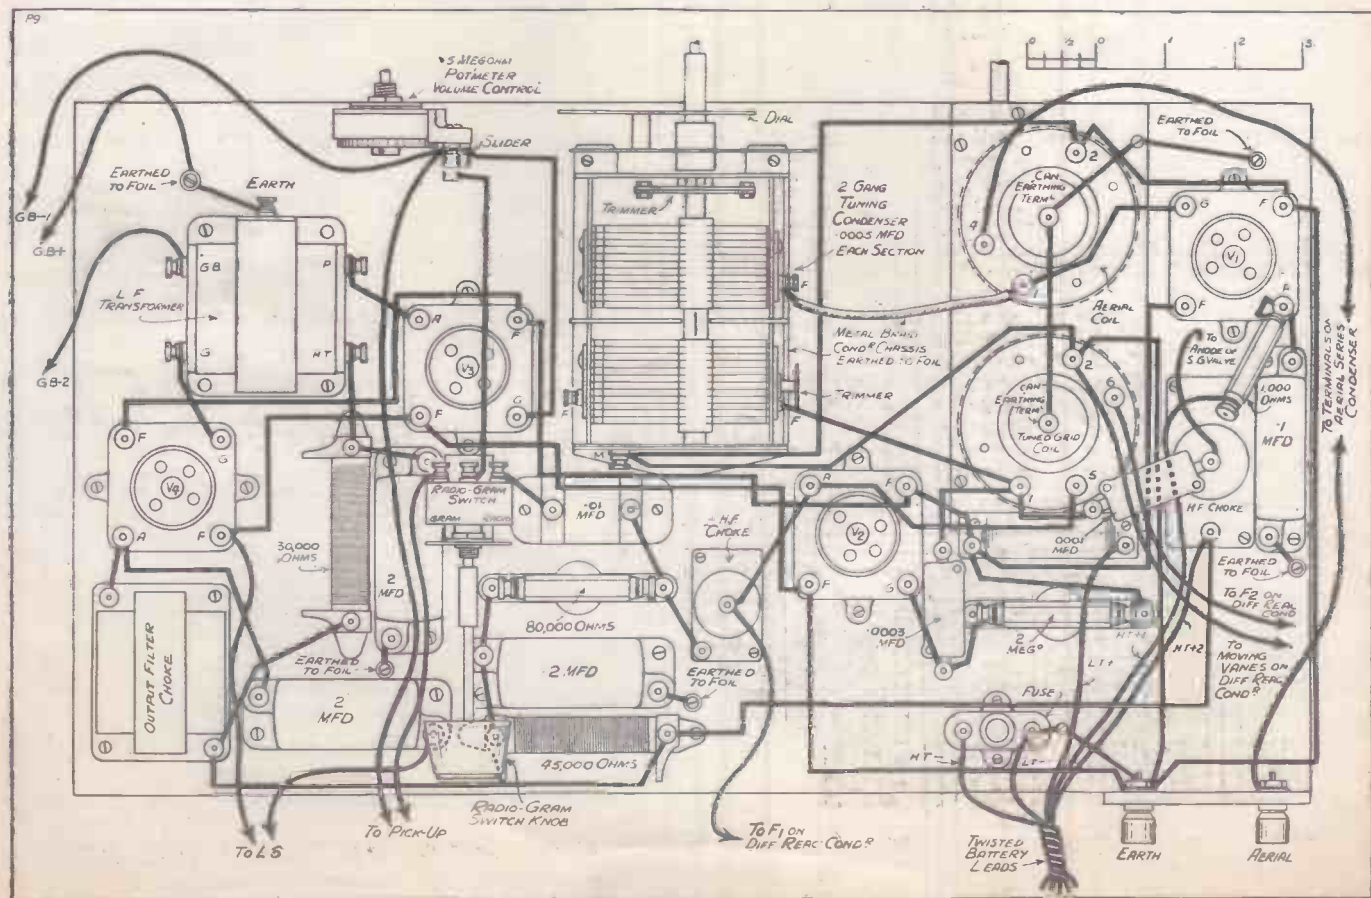 P9
.5 MEGOHM
POTMETER
VOLUME CONTROL
SLIDER
DIAL
0 ½ 0 1 2 3
EARTHED
TO FOIL
EARTHED
TO FOIL
EARTH
GB-1
GB+
GB-2
GB
P
L F
TRANSFORMER
G
HT
TRIMMER
2 GANG
TUNING
CONDENSER
.0005 MFD
EACH SECTION
F
METAL
COND^R CHASSIS
EARTHED TO FOIL
TRIMMER
F
F
M
2
CAN
EARTHING
TERM^L
4
1
AERIAL
COIL
2
6
CAN
EARTHING
TERM^L
TUNED GRID
COIL
1
5
G
F
V1
F
A
TO
ANODE OF
S.G VALVE
1,000
OHMS
.1
MFD
TO TERMINALS ON
AERIAL SERIES
CONDENSER
HF CHOKE
EARTHED
TO FOIL
TO F2 ON
DIFF REAC
COND
TO
MOVING
VANES ON
DIFF REAC
COND^R
A
F
V3
F
G
F
G
V4
A
F
30,000
OHMS
2
MFD
RADIO-GRAM
SWITCH
GRAM
RADIO
.01
MFD
H.F.
CHOKE
A
F
V2
F
G
.0001
MFD
.0003
MFD
2
MEG^O
HT+1
HT+2
LT+
FUSE
HT-
LT-
80,000 OHMS
2 MFD
EARTHED
TO FOIL
EARTHED
TO FOIL
OUTPUT FILTER
CHOKE
2
MFD
45,000 OHMS
RADIO-GRAM
SWITCH KNOB
TO PICK-UP
TO LS
TO F1 ON
DIFF REAC COND^R
TWISTED
BATTERY
LEADS
EARTH
AERIAL